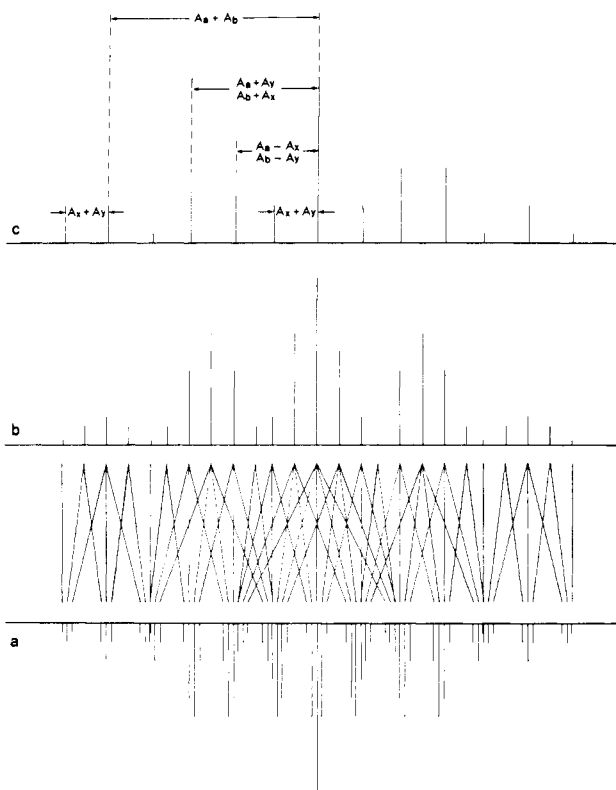 Aa + Ab
Aa + Ay
Ab + Ax
Aa − Ax
Ab − Ay
Ax + Ay
Ax + Ay
c
b
a